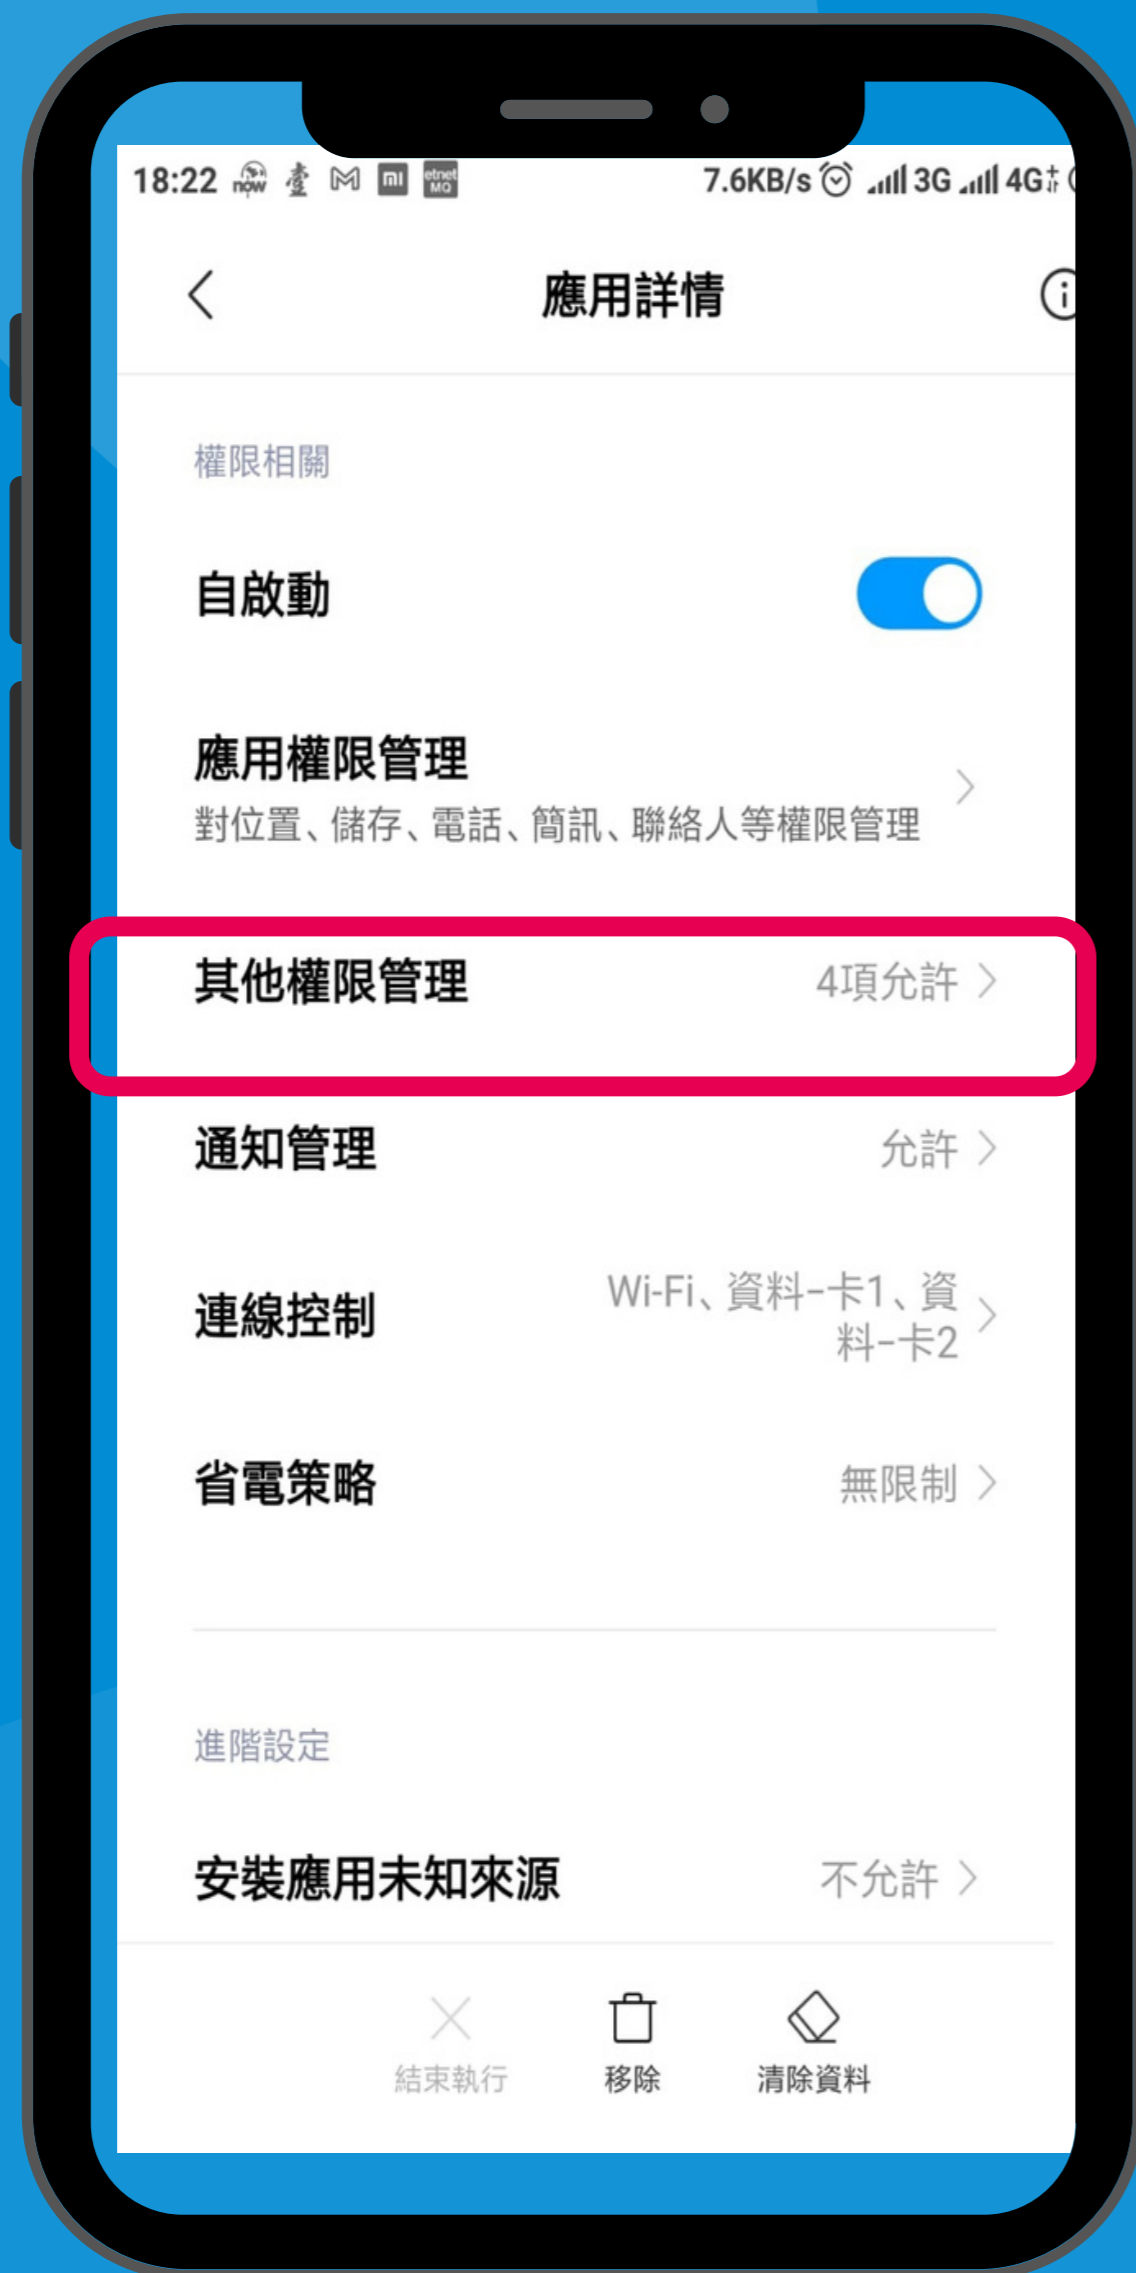 18:22 now 壹 etnet MQ 7.6KB/s 3G 4G+
應用詳情
權限相關
自啟動
應用權限管理
對位置、儲存、電話、簡訊、聯絡人等權限管理
其他權限管理 4項允許
通知管理 允許
連線控制 Wi-Fi、資料-卡1、資
料-卡2
省電策略 無限制
進階設定
安裝應用未知來源 不允許
結束執行 移除 清除資料